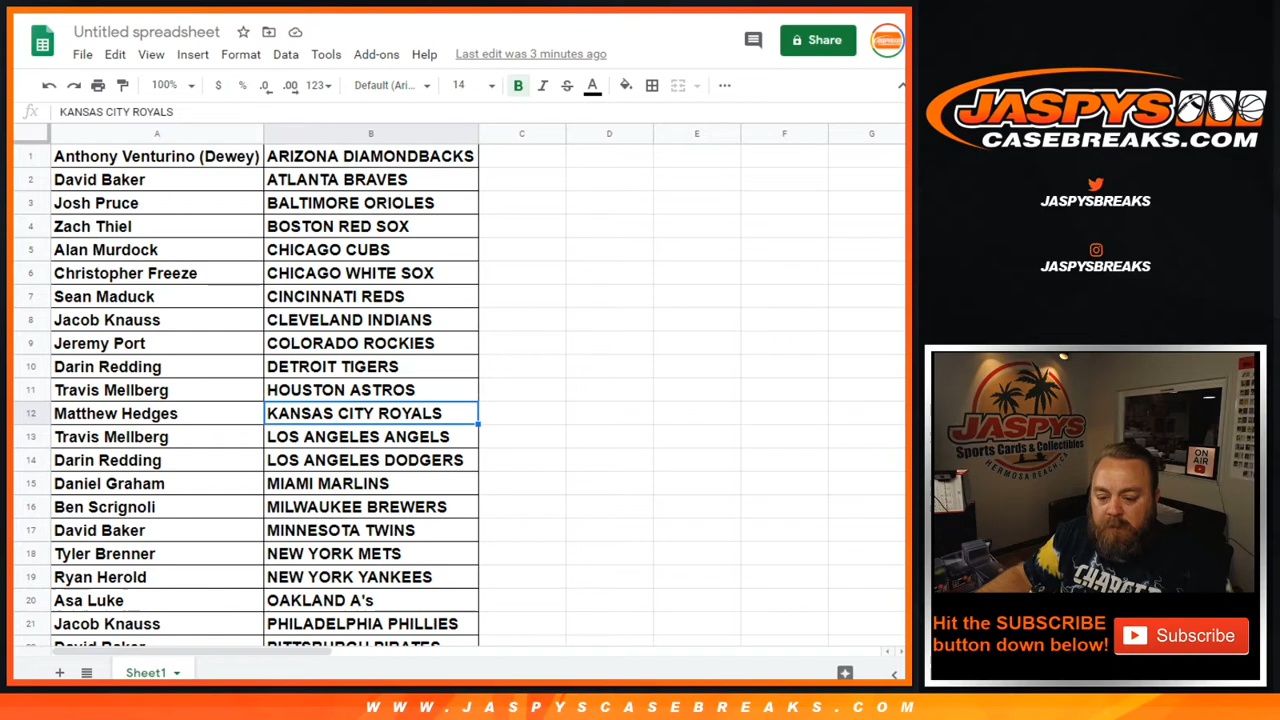 Untitled spreadsheet
File Edit View Insert Format Data Tools Add-ons Help Last edit was 3 minutes ago
Share
100% $ % .0 .00 123 Default (Ari... 14 B I S A
fx KANSAS CITY ROYALS
A B C D E F G
1 Anthony Venturino (Dewey) ARIZONA DIAMONDBACKS
2 David Baker ATLANTA BRAVES
3 Josh Pruce BALTIMORE ORIOLES
4 Zach Thiel BOSTON RED SOX
5 Alan Murdock CHICAGO CUBS
6 Christopher Freeze CHICAGO WHITE SOX
7 Sean Maduck CINCINNATI REDS
8 Jacob Knauss CLEVELAND INDIANS
9 Jeremy Port COLORADO ROCKIES
10 Darin Redding DETROIT TIGERS
11 Travis Mellberg HOUSTON ASTROS
12 Matthew Hedges KANSAS CITY ROYALS
13 Travis Mellberg LOS ANGELES ANGELS
14 Darin Redding LOS ANGELES DODGERS
15 Daniel Graham MIAMI MARLINS
16 Ben Scrignoli MILWAUKEE BREWERS
17 David Baker MINNESOTA TWINS
18 Tyler Brenner NEW YORK METS
19 Ryan Herold NEW YORK YANKEES
20 Asa Luke OAKLAND A's
21 Jacob Knauss PHILADELPHIA PHILLIES
David Baker PITTSBURGH PIRATES
Sheet1
JASPYS
CASEBREAKS.COM
JASPYSBREAKS
JASPYSBREAKS
JASPYS
Sports Cards & Collectibles
HERMOSA BEACH, CA
ON AIR
Hit the SUBSCRIBE
button down below!
Subscribe
WWW.JASPYSCASEBREAKS.COM